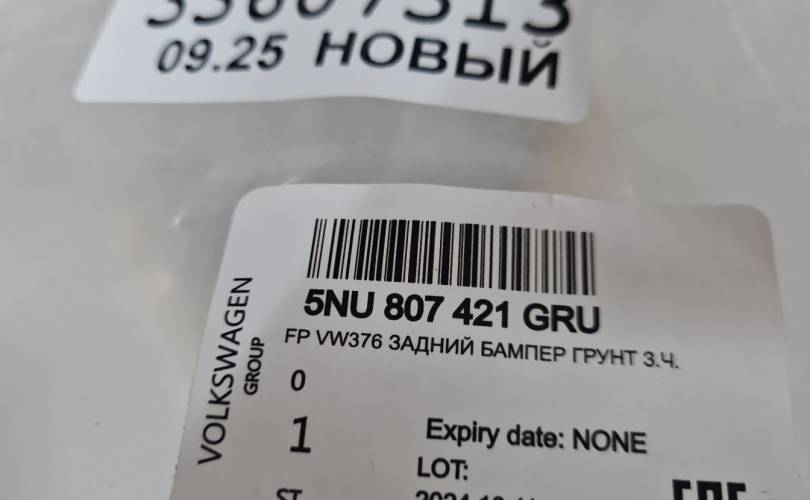 09.25 НОВЫЙ
5NU 807 421 GRU
FP VW376 ЗАДНИЙ БАМПЕР ГРУНТ З.Ч.
VOLKSWAGEN
GROUP
0
1
Expiry date: NONE
LOT:
ST